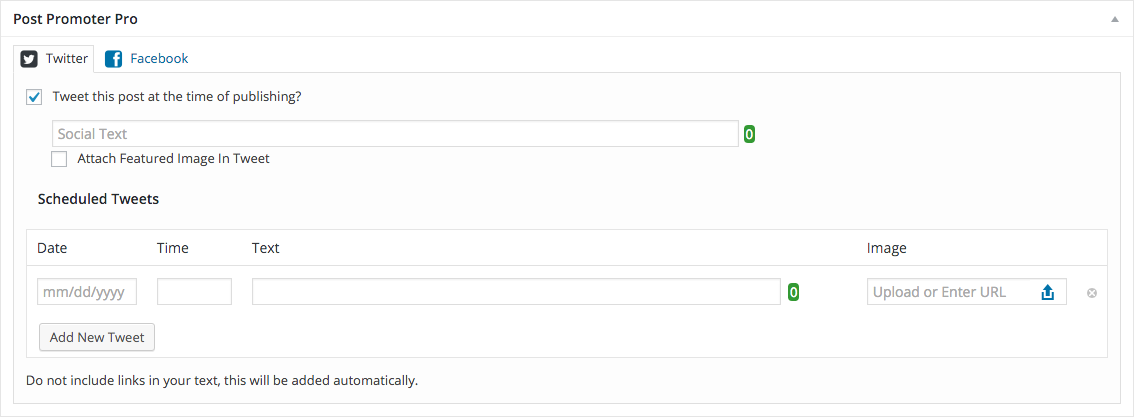 Post Promoter Pro
Twitter Facebook
Tweet this post at the time of publishing?
Social Text 0
Attach Featured Image In Tweet
Scheduled Tweets
Date Time Text Image
mm/dd/yyyy 0 Upload or Enter URL
Add New Tweet
Do not include links in your text, this will be added automatically.